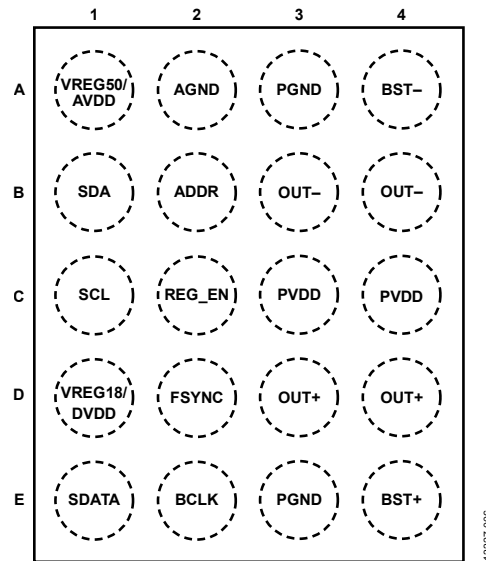 1 2 3 4
A VREG50/ AVDD AGND PGND BST–
B SDA ADDR OUT– OUT–
C SCL REG_EN PVDD PVDD
D VREG18/ DVDD FSYNC OUT+ OUT+
E SDATA BCLK PGND BST+